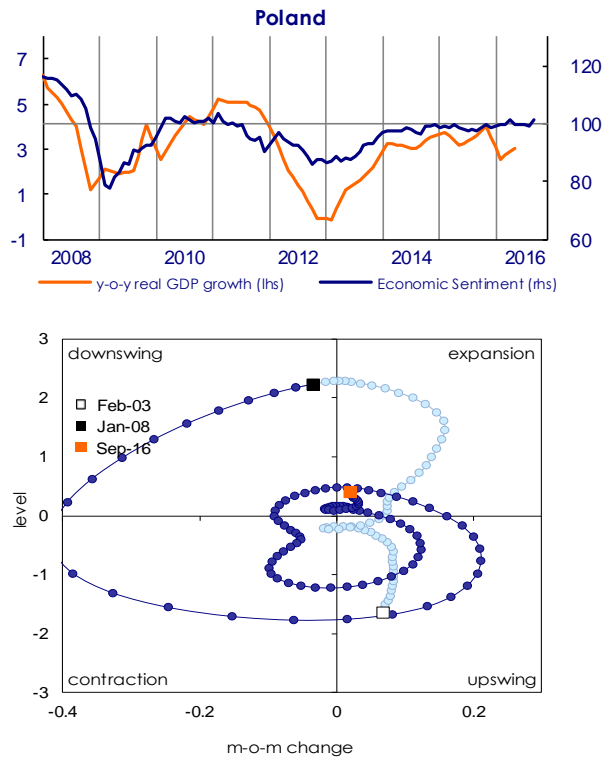 Poland
7 120
5 100
3 80
1
-1 60
2008 2010 2012 2014 2016
y-o-y real GDP growth (lhs) Economic Sentiment (rhs)
3
downswing expansion
2
Feb-03
Jan-08
Sep-16
1
level
0
-1
-2
contraction upswing
-3
-0.4 -0.2 0 0.2
m-o-m change